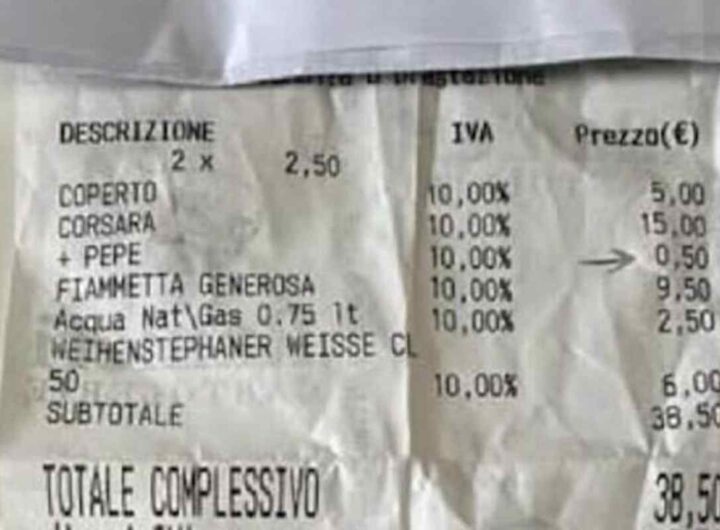 DESCRIZIONE IVA Prezzo(€)
2 x 2,50
COPERTO 10,00% 5,00
CORSARA 10,00% 15,00
+ PEPE 10,00% 0,50
FIAMMETTA GENEROSA 10,00% 9,50
Acqua Nat\Gas 0.75 lt 10,00% 2,50
WEIHENSTEPHANER WEISSE CL
50 10,00% 6,00
SUBTOTALE 38,50
TOTALE COMPLESSIVO 38,50